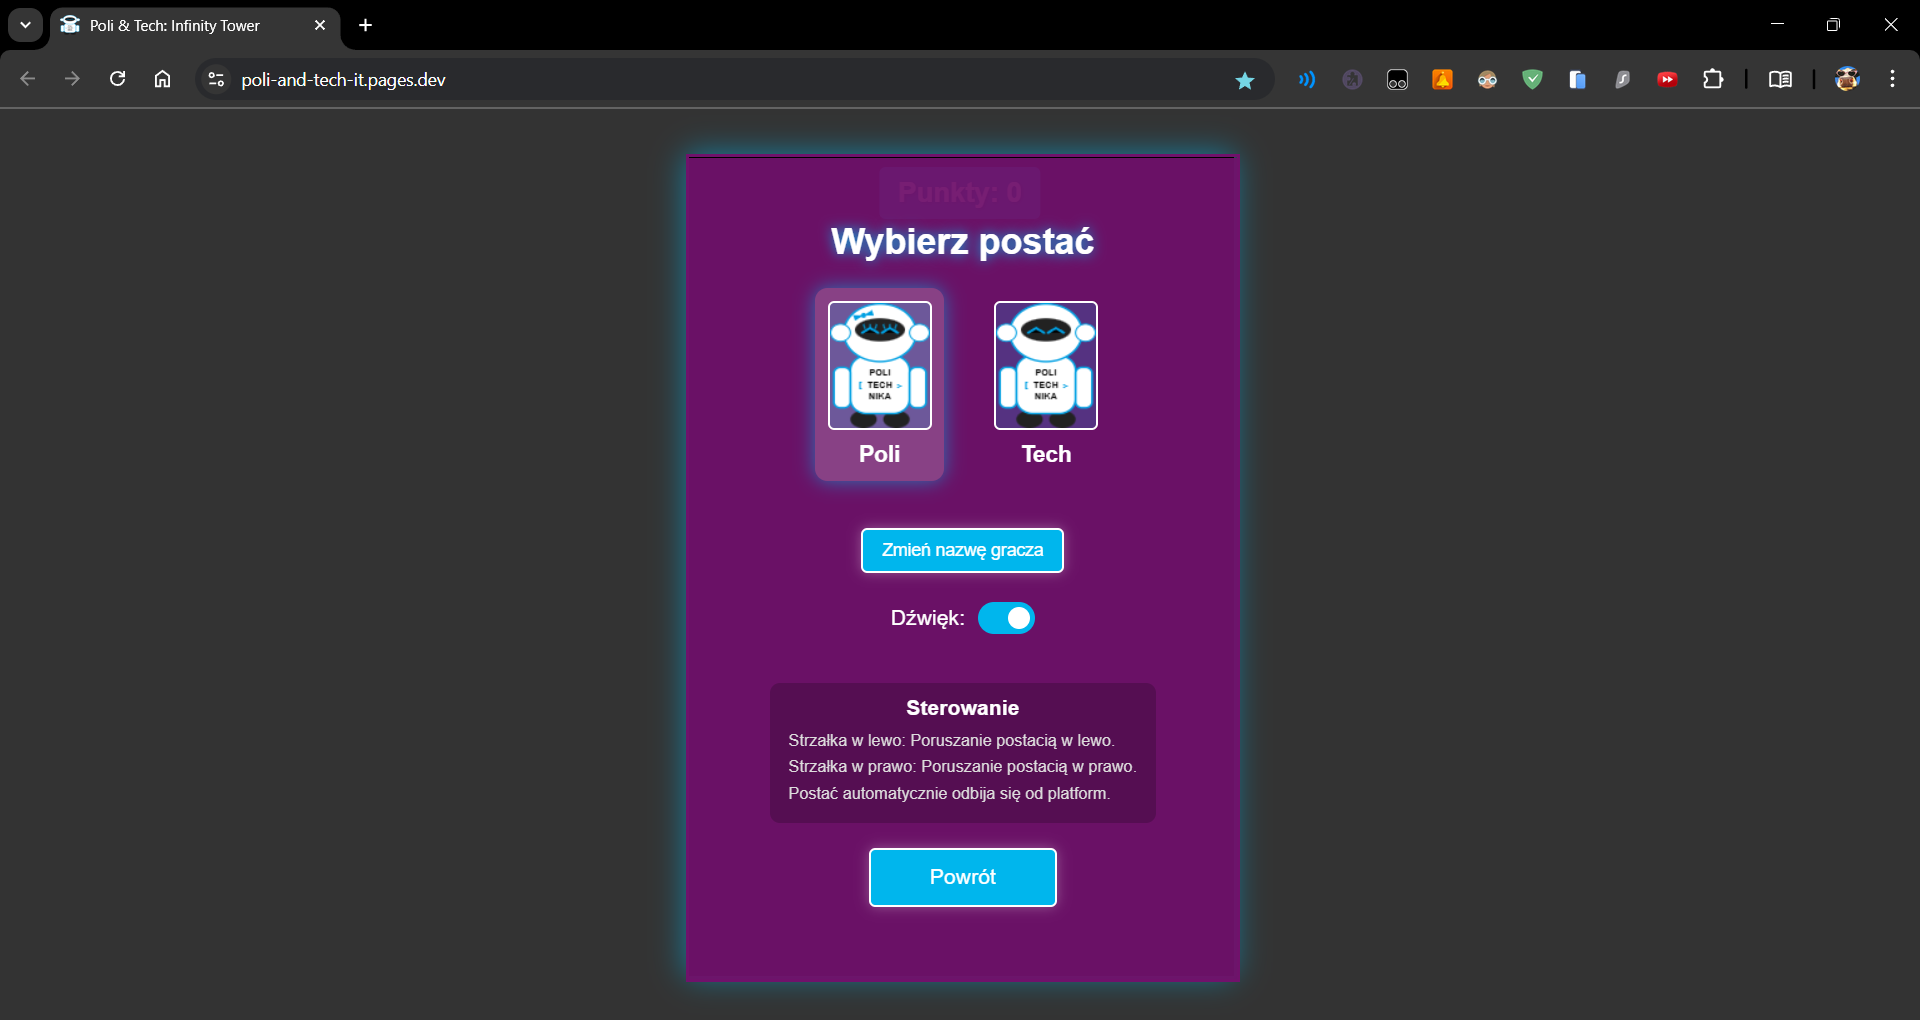 Poli & Tech: Infinity Tower
poli-and-tech-it.pages.dev
Punkty: 0
Wybierz postać
POLI
[ TECH >
NIKA
Poli
POLI
[ TECH >
NIKA
Tech
Zmień nazwę gracza
Dźwięk:
Sterowanie
Strzałka w lewo: Poruszanie postacią w lewo.
Strzałka w prawo: Poruszanie postacią w prawo.
Postać automatycznie odbija się od platform.
Powrót